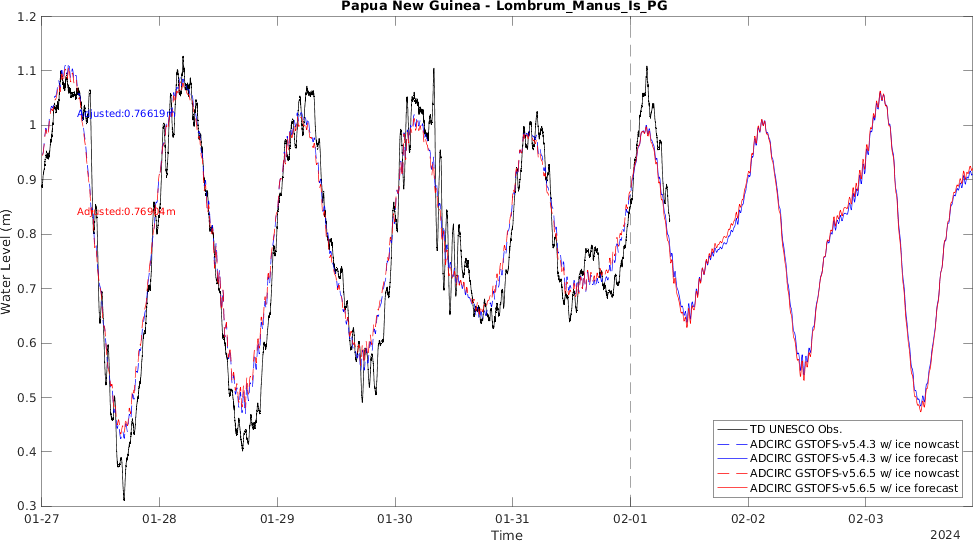 Papua New Guinea - Lombrum_Manus_Is_PG
1.2
1.1
1
0.9
0.8
0.7
0.6
0.5
0.4
0.3
Water Level (m)
Adjusted:0.76619m
TD UNESCO Obs.
ADCIRC GSTOFS-v5.4.3 w/ ice nowcast
ADCIRC GSTOFS-v5.4.3 w/ ice forecast
ADCIRC GSTOFS-v5.6.5 w/ ice nowcast
ADCIRC GSTOFS-v5.6.5 w/ ice forecast
01-27 01-28 01-29 01-30 01-31 02-01 02-02 02-03
Time
2024